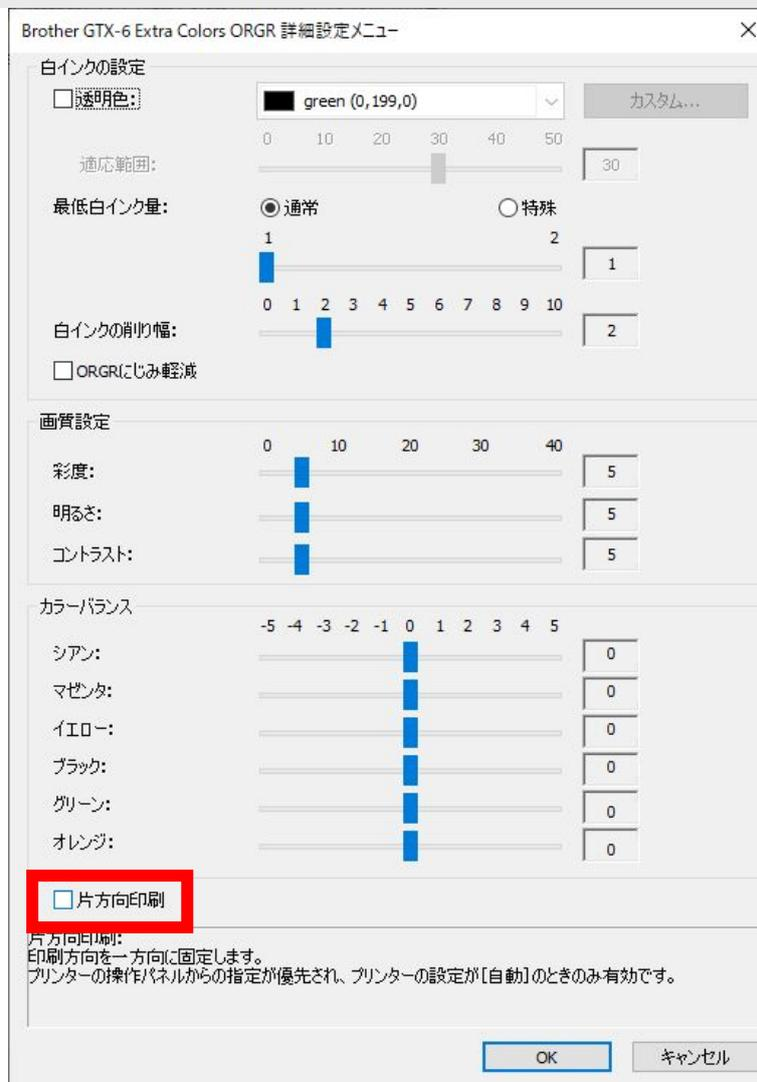 Brother GTX-6 Extra Colors ORGR 詳細設定メニュー
白インクの設定
透明色:
green (0,199,0)
カスタム...
0 10 20 30 40 50
適応範囲:
30
最低白インク量:
通常
特殊
1 2
1
0 1 2 3 4 5 6 7 8 9 10
白インクの削り幅:
2
ORGRにじみ軽減
画質設定
0 10 20 30 40
彩度:
5
明るさ:
5
コントラスト:
5
カラーバランス
-5 -4 -3 -2 -1 0 1 2 3 4 5
シアン:
0
マゼンタ:
0
イエロー:
0
ブラック:
0
グリーン:
0
オレンジ:
0
片方向印刷
片方向印刷:
印刷方向を一方向に固定します。
プリンターの操作パネルからの指定が優先され、プリンターの設定が[自動]のときのみ有効です。
OK
キャンセル